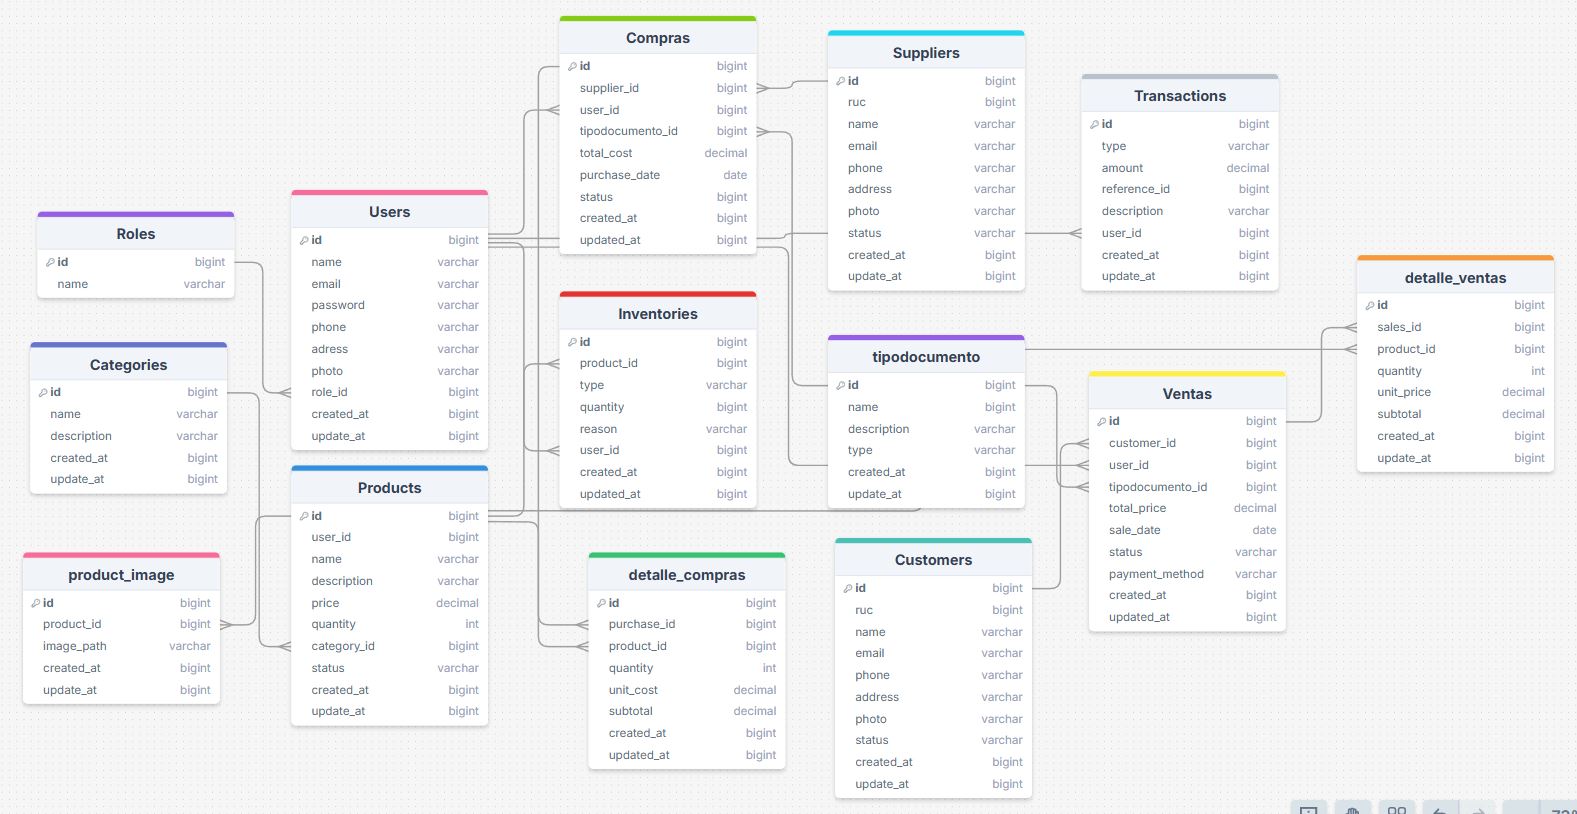 Compras
id bigint
supplier_id bigint
user_id bigint
tipodocumento_id bigint
total_cost decimal
purchase_date date
status bigint
created_at bigint
updated_at bigint
Suppliers
id bigint
ruc bigint
name varchar
email varchar
phone varchar
address varchar
photo varchar
status varchar
created_at bigint
update_at bigint
Transactions
id bigint
type varchar
amount decimal
reference_id bigint
description varchar
user_id bigint
created_at bigint
update_at bigint
Users
id bigint
name varchar
email varchar
password varchar
phone varchar
adress varchar
photo varchar
role_id bigint
created_at bigint
update_at bigint
Roles
id bigint
name varchar
detalle_ventas
id bigint
sales_id bigint
product_id bigint
quantity int
unit_price decimal
subtotal decimal
created_at bigint
update_at bigint
Inventories
id bigint
product_id bigint
type varchar
quantity bigint
reason varchar
user_id bigint
created_at bigint
updated_at bigint
tipodocumento
id bigint
name bigint
description varchar
type varchar
created_at bigint
update_at bigint
Categories
id bigint
name varchar
description varchar
created_at bigint
update_at bigint
Ventas
id bigint
customer_id bigint
user_id bigint
tipodocumento_id bigint
total_price decimal
sale_date date
status varchar
payment_method varchar
created_at bigint
updated_at bigint
Products
id bigint
user_id bigint
name varchar
description varchar
price decimal
quantity int
category_id bigint
status varchar
created_at bigint
update_at bigint
product_image
id bigint
product_id bigint
image_path varchar
created_at bigint
update_at bigint
detalle_compras
id bigint
purchase_id bigint
product_id bigint
quantity int
unit_cost decimal
subtotal decimal
created_at bigint
updated_at bigint
Customers
id bigint
ruc bigint
name varchar
email varchar
phone varchar
address varchar
photo varchar
status varchar
created_at bigint
update_at bigint